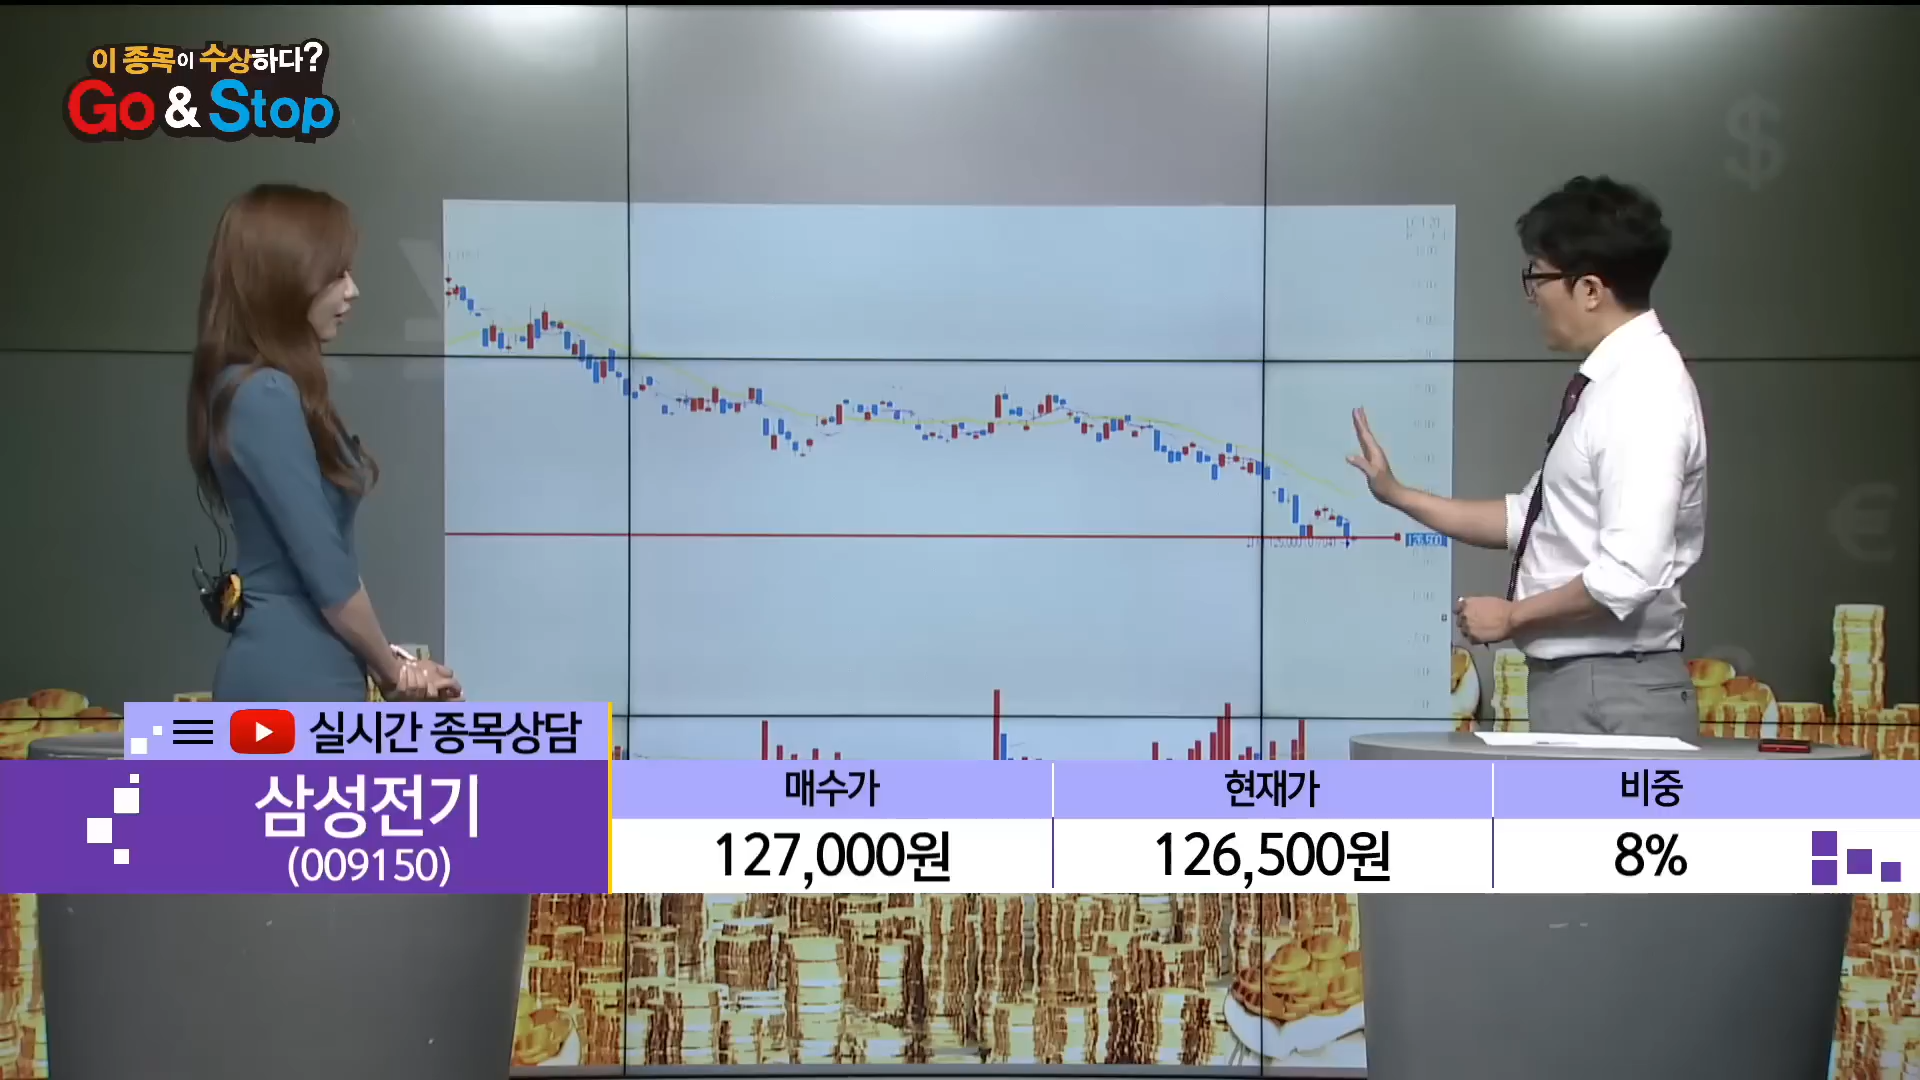 이 종목이 수상하다?
Go & Stop
126,500
실시간 종목상담
삼성전기
(009150)
매수가
현재가
비중
127,000원
126,500원
8%